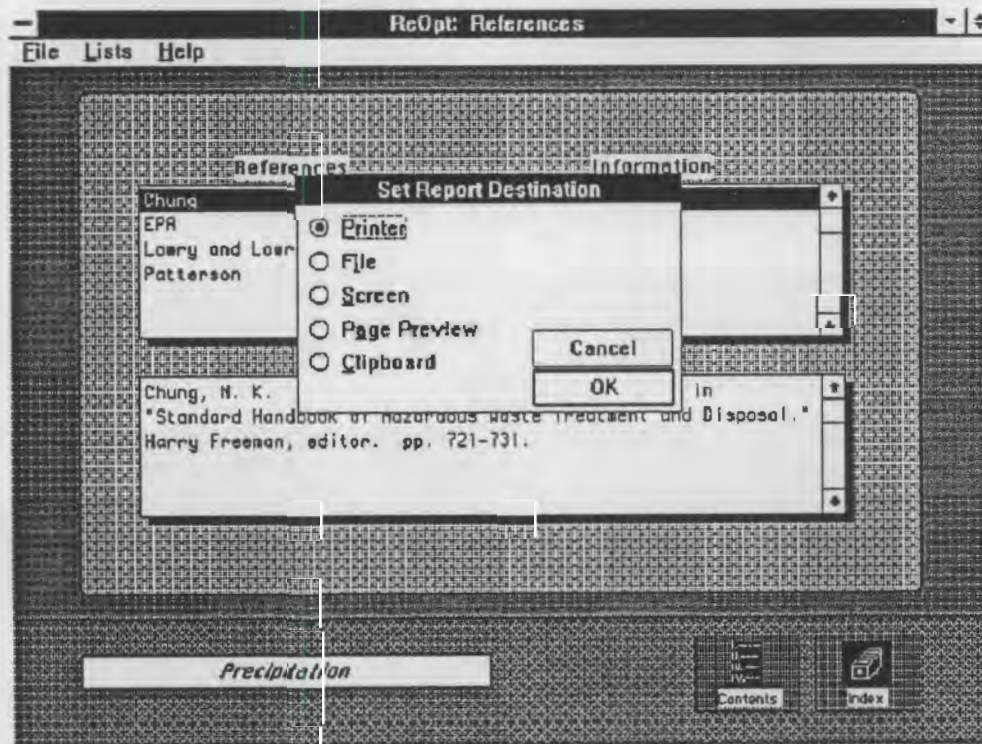 ReOpt: References
File Lists Help
References Information
Set Report Destination
Chung
EPA
Lowry and Lowr
Patterson
Printer
File
Screen
Page Preview
Clipboard
Cancel
OK
Chung, N. K. in
"Standard Handbook of Hazardous Waste Treatment and Disposal."
Harry Freeman, editor. pp. 721-731.
Precipitation
Contents
Index